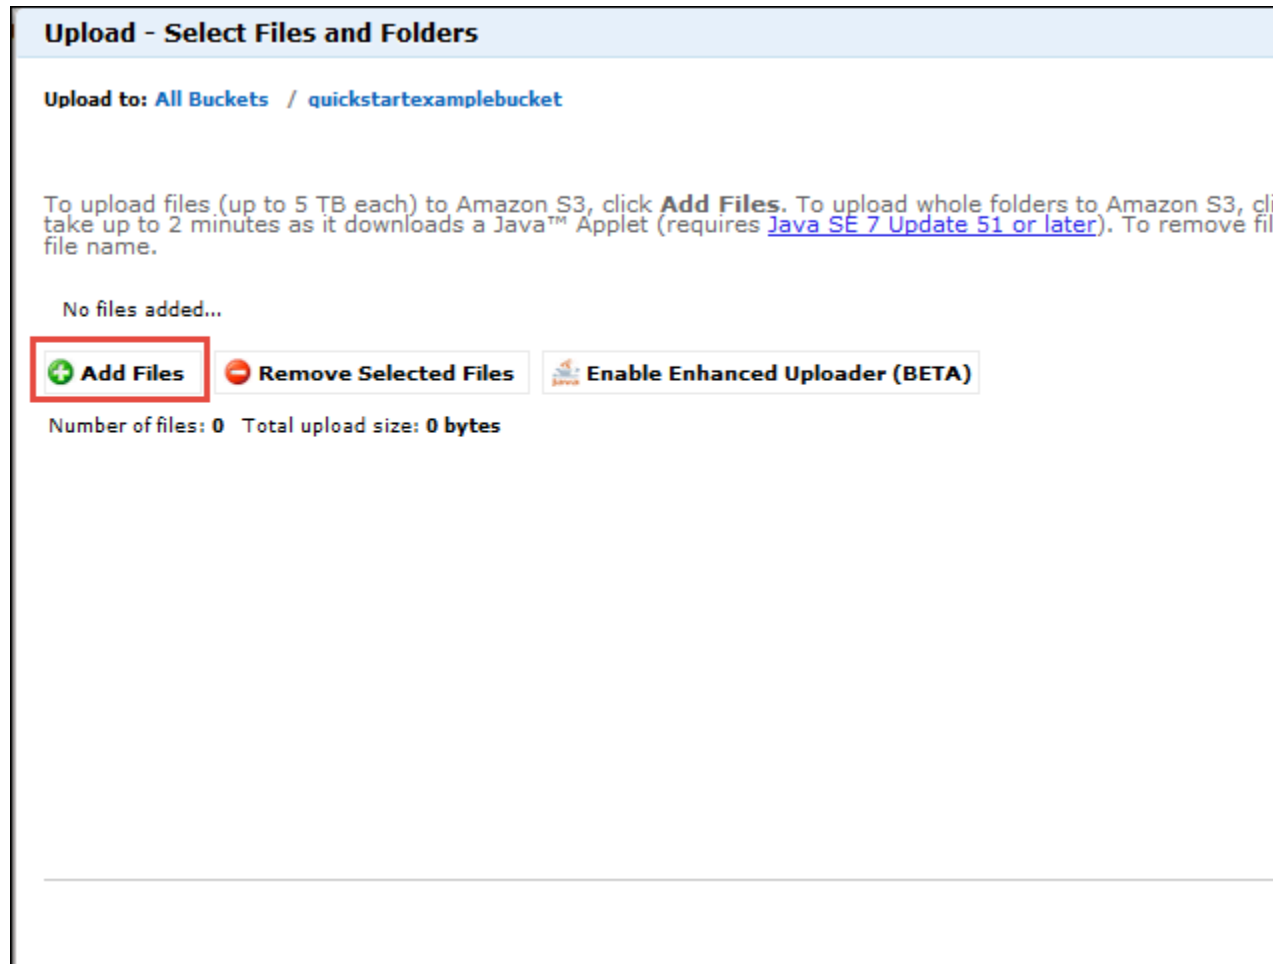 Upload - Select Files and Folders
Upload to: All Buckets / quickstartexamplebucket
To upload files (up to 5 TB each) to Amazon S3, click Add Files. To upload whole folders to Amazon S3, cli
take up to 2 minutes as it downloads a Java™ Applet (requires Java SE 7 Update 51 or later). To remove fil
file name.
No files added...
Add Files Remove Selected Files Java Enable Enhanced Uploader (BETA)
Number of files: 0 Total upload size: 0 bytes